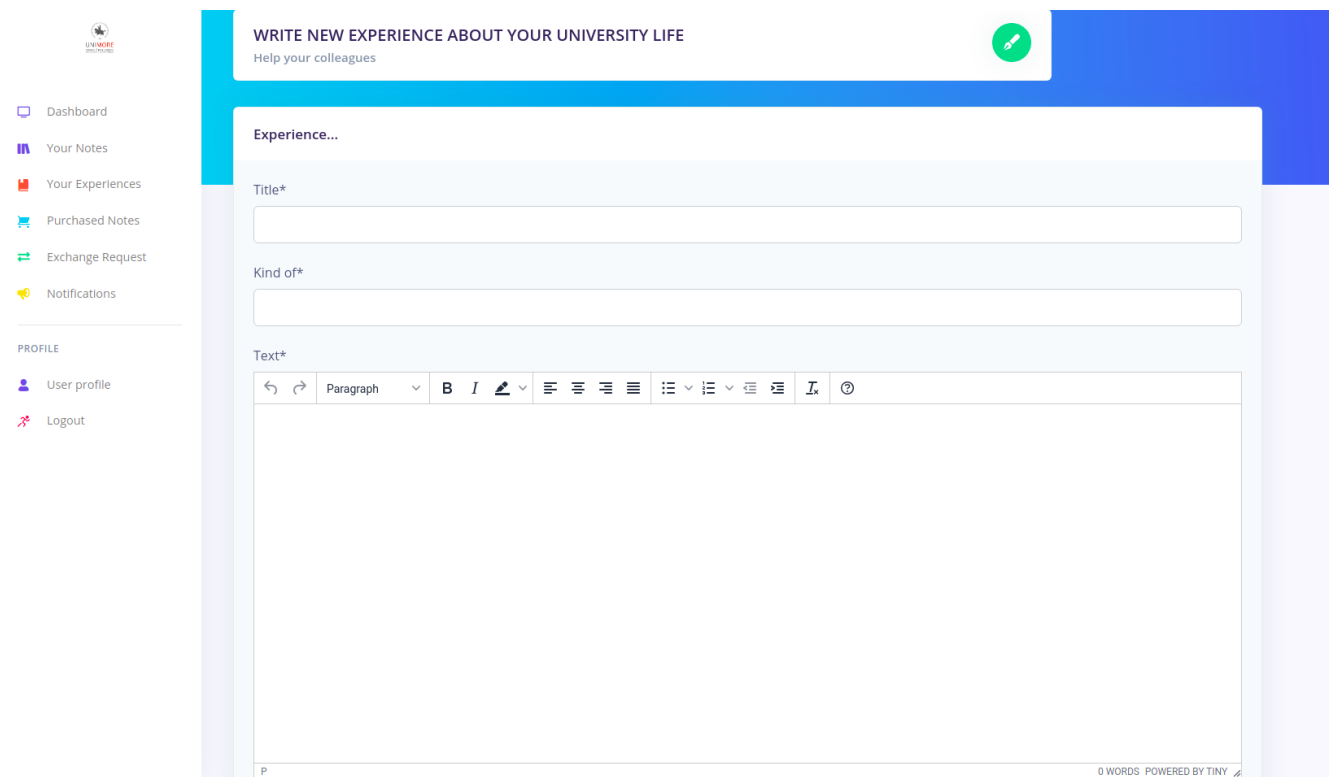 UNIMORE
Dashboard
Your Notes
Your Experiences
Purchased Notes
Exchange Request
Notifications
PROFILE
User profile
Logout
WRITE NEW EXPERIENCE ABOUT YOUR UNIVERSITY LIFE
Help your colleagues
Experience...
Title*
Kind of*
Text*
Paragraph
B I
P
0 WORDS POWERED BY TINY